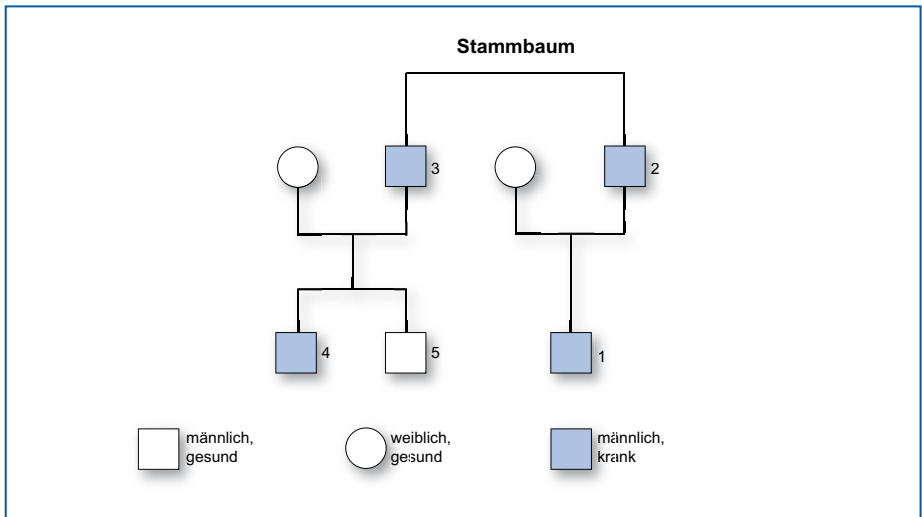 Stammbaum
3
2
4
5
1
männlich,
gesund
weiblich,
gesund
männlich,
krank